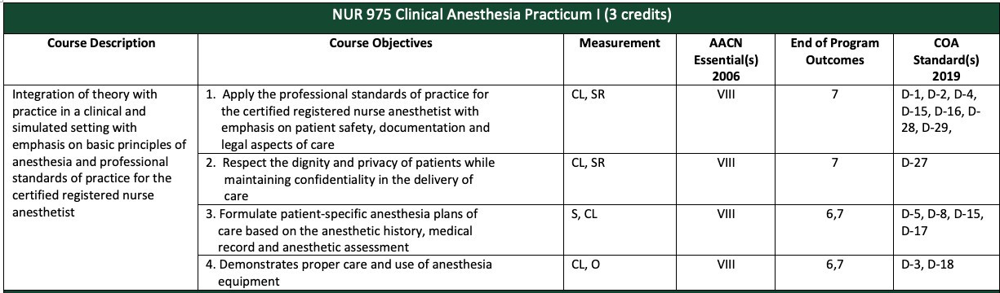 NUR 975 Clinical Anesthesia Practicum I (3 credits)
Course Description
Course Objectives
Measurement
AACN
Essential(s)
2006
End of Program
Outcomes
COA
Standard(s)
2019
Integration of theory with
practice in a clinical and
simulated setting with
emphasis on basic principles of
anesthesia and professional
standards of practice for the
certified registered nurse
anesthetist
1. Apply the professional standards of practice for
the certified registered nurse anesthetist with
emphasis on patient safety, documentation and
legal aspects of care
CL, SR
VIII
7
D-1, D-2, D-4,
D-15, D-16, D-
28, D-29,
2. Respect the dignity and privacy of patients while
maintaining confidentiality in the delivery of
care
CL, SR
VIII
7
D-27
3. Formulate patient-specific anesthesia plans of
care based on the anesthetic history, medical
record and anesthetic assessment
S, CL
VIII
6,7
D-5, D-8, D-15,
D-17
4. Demonstrates proper care and use of anesthesia
equipment
CL, O
VIII
6,7
D-3, D-18